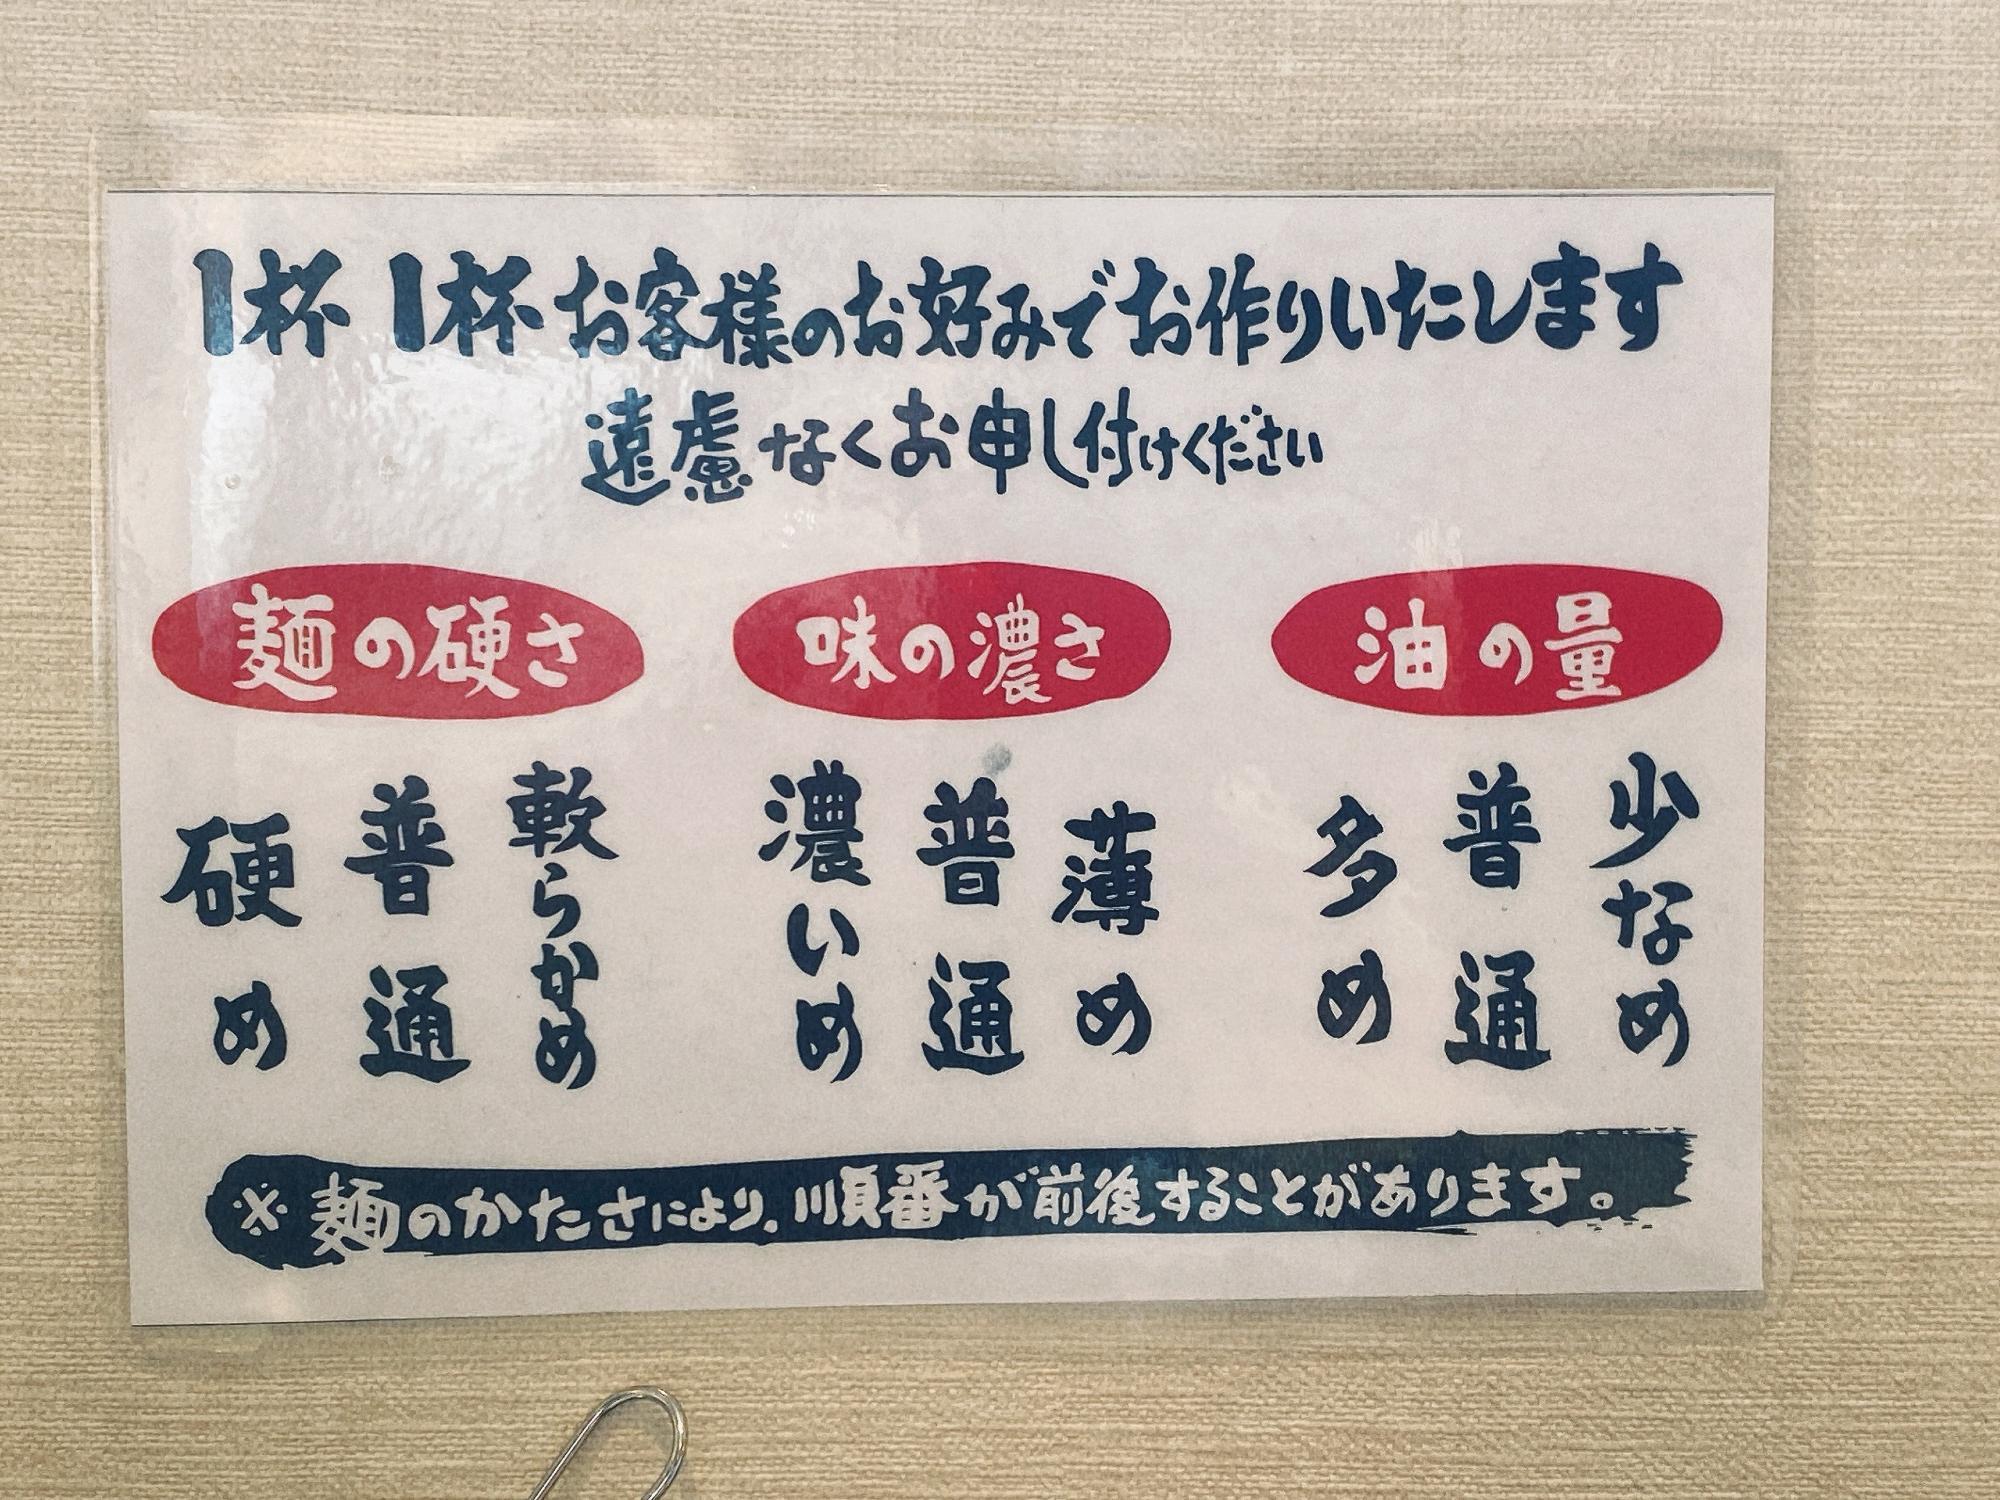 1杯1杯お客様のお好みでお作りいたします
遠慮なくお申し付けください
麺の硬さ
硬め
普通
軟らかめ
味の濃さ
濃いめ
普通
薄め
油の量
多め
普通
少なめ
※麺のかたさにより、順番が前後することがあります。